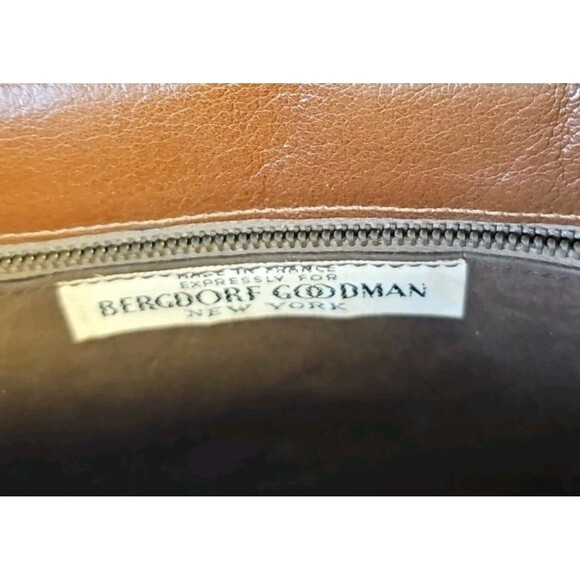 MADE IN FRANCE
EXPRESSLY FOR
BERGDORF GOODMAN
NEW YORK